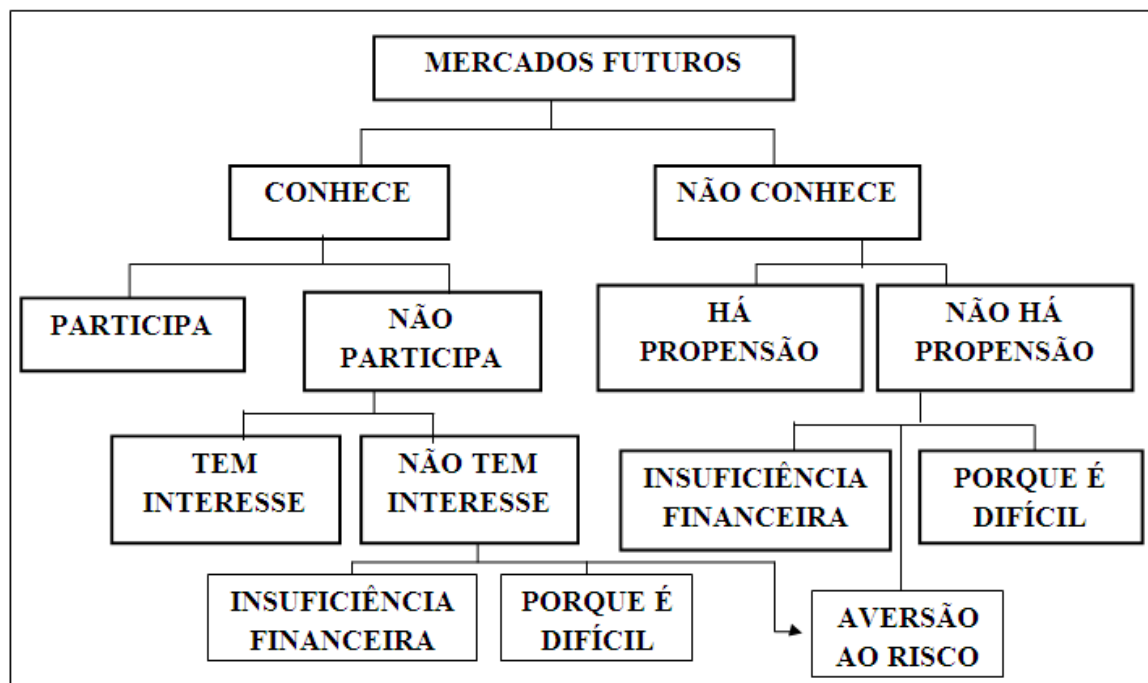 MERCADOS FUTUROS
CONHECE
NÃO CONHECE
PARTICIPA
NÃO
PARTICIPA
HÁ
PROPENSÃO
NÃO HÁ
PROPENSÃO
TEM
INTERESSE
NÃO TEM
INTERESSE
INSUFICIÊNCIA
FINANCEIRA
PORQUE É
DIFÍCIL
INSUFICIÊNCIA
FINANCEIRA
PORQUE É
DIFÍCIL
AVERSÃO
AO RISCO